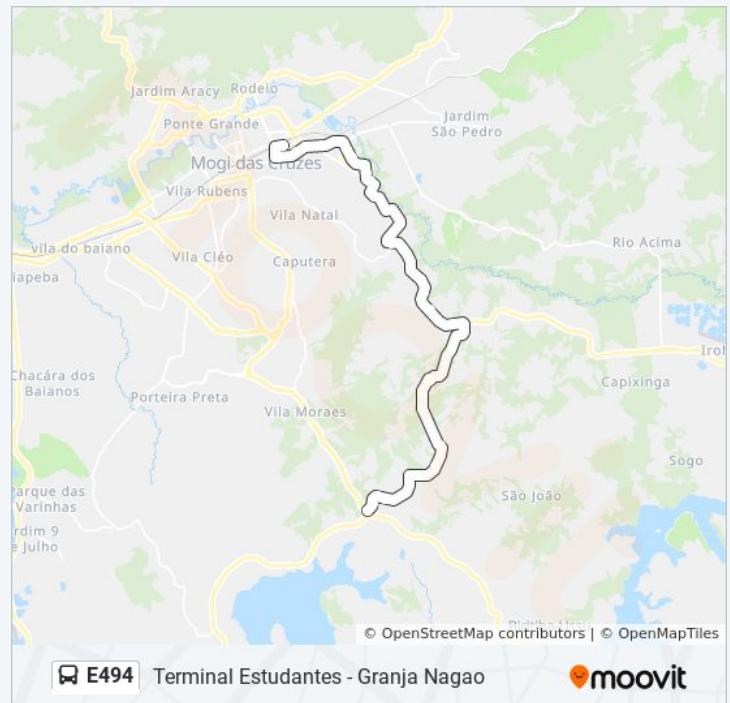 Jardim Aracy
Rodeio
Ponte Grande
Jardim
São Pedro
Mogi das Cruzes
Vila Rubens
Vila Natal
vila do baiano
Vila Cléo
Caputera
Rio Acima
iapeba
Iroh
Chacára dos
Baianos
Capixinga
Porteira Preta
Vila Moraes
Sogo
Parque das
Varinhas
São João
rdim 9
e Julho
© OpenStreetMap contributors | © OpenMapTiles
E494 Terminal Estudantes - Granja Nagao moovit